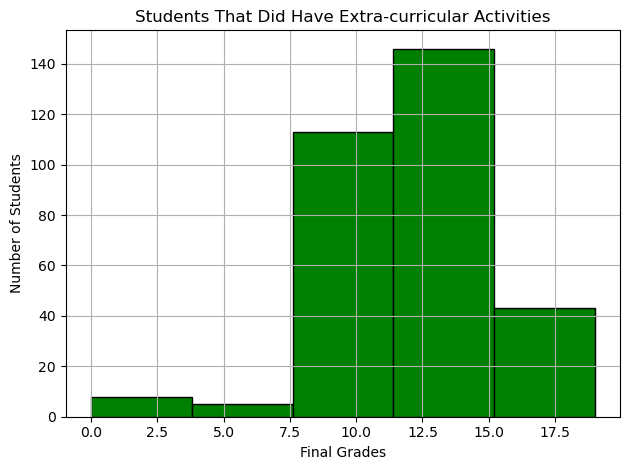 Students That Did Have Extra-curricular Activities
Number of Students
140
120
100
80
60
40
20
0
0.0 2.5 5.0 7.5 10.0 12.5 15.0 17.5
Final Grades